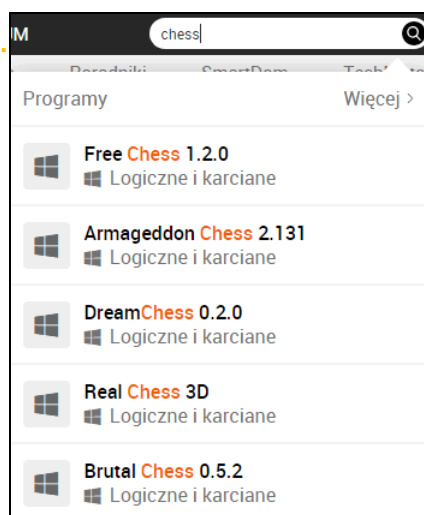 UM
chess
Poradniki SmartDom
Programy Więcej >
Free Chess 1.2.0
Logiczne i karciane
Armageddon Chess 2.131
Logiczne i karciane
DreamChess 0.2.0
Logiczne i karciane
Real Chess 3D
Logiczne i karciane
Brutal Chess 0.5.2
Logiczne i karciane